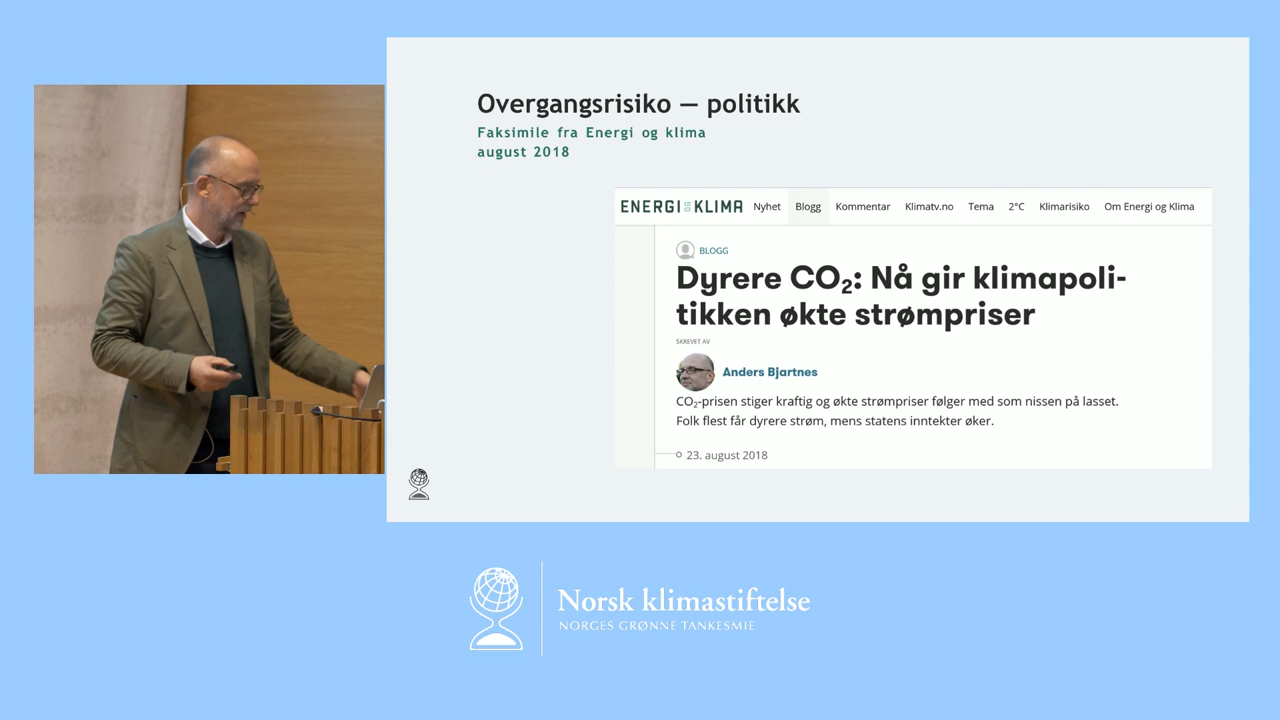 Overgangsrisiko — politikk
Faksimile fra Energi og klima
august 2018
ENERGI OG KLIMA Nyhet Blogg Kommentar Klimatv.no Tema 2°C Klimarisiko Om Energi og Klima
BLOGG
Dyrere CO₂: Nå gir klimapoli-
tikken økte strømpriser
SKREVET AV
Anders Bjartnes
CO₂-prisen stiger kraftig og økte strømpriser følger med som nissen på lasset.
Folk flest får dyrere strøm, mens statens inntekter øker.
23. august 2018
Norsk klimastiftelse
NORGES GRØNNE TANKESMIE